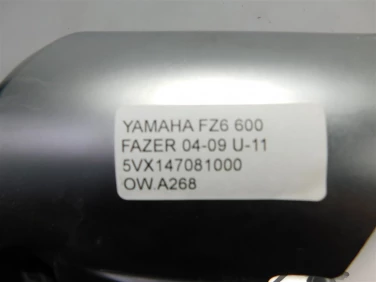 YAMAHA FZ6 600
FAZER 04-09 U-11
5VX147081000
OW.A268